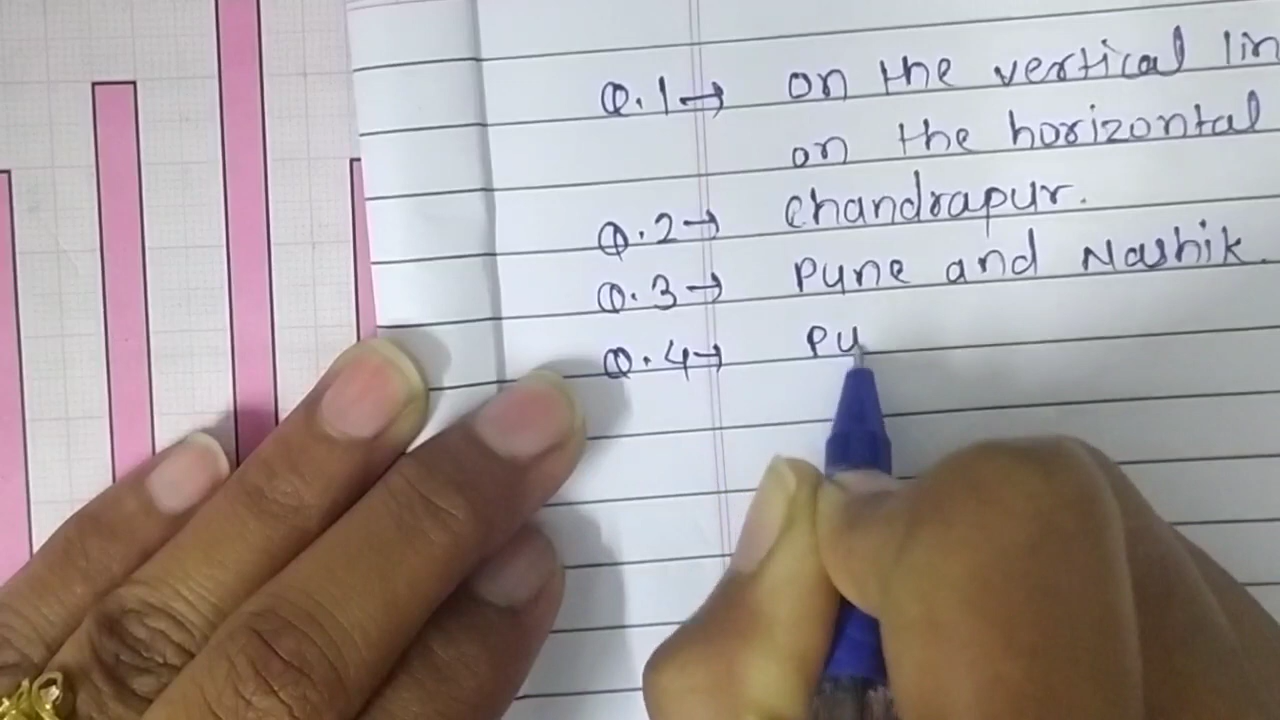 Q.1→ on the vertical lin
on the horizontal
Q.2→ chandrapur.
Q.3→ Pune and Nashik.
Q.4→ Pu